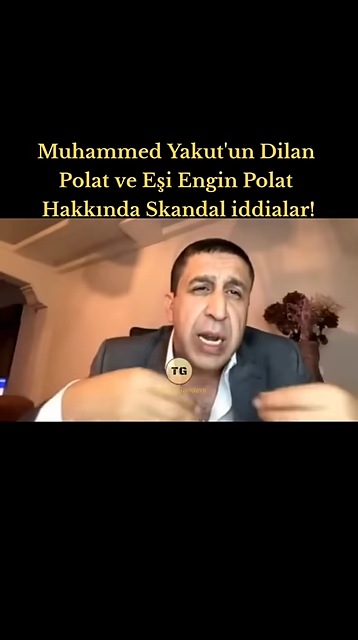 Muhammed Yakut'un Dilan
Polat ve Eşi Engin Polat
Hakkında Skandal iddialar!
TG